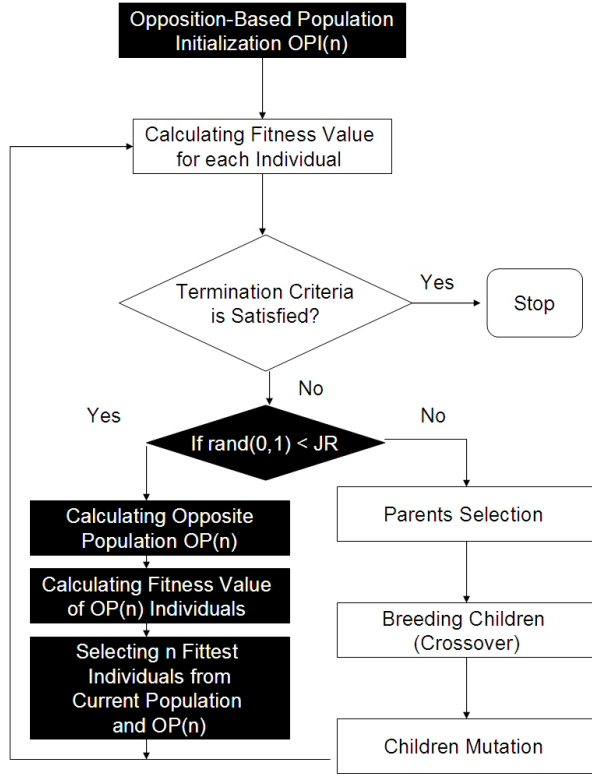 Opposition-Based Population
Initialization OPI(n)
Calculating Fitness Value
for each Individual
Termination Criteria
is Satisfied?
Yes
Stop
No
Yes
If rand(0,1) < JR
No
Calculating Opposite
Population OP(n)
Calculating Fitness Value
of OP(n) Individuals
Selecting n Fittest
Individuals from
Current Population
and OP(n)
Parents Selection
Breeding Children
(Crossover)
Children Mutation